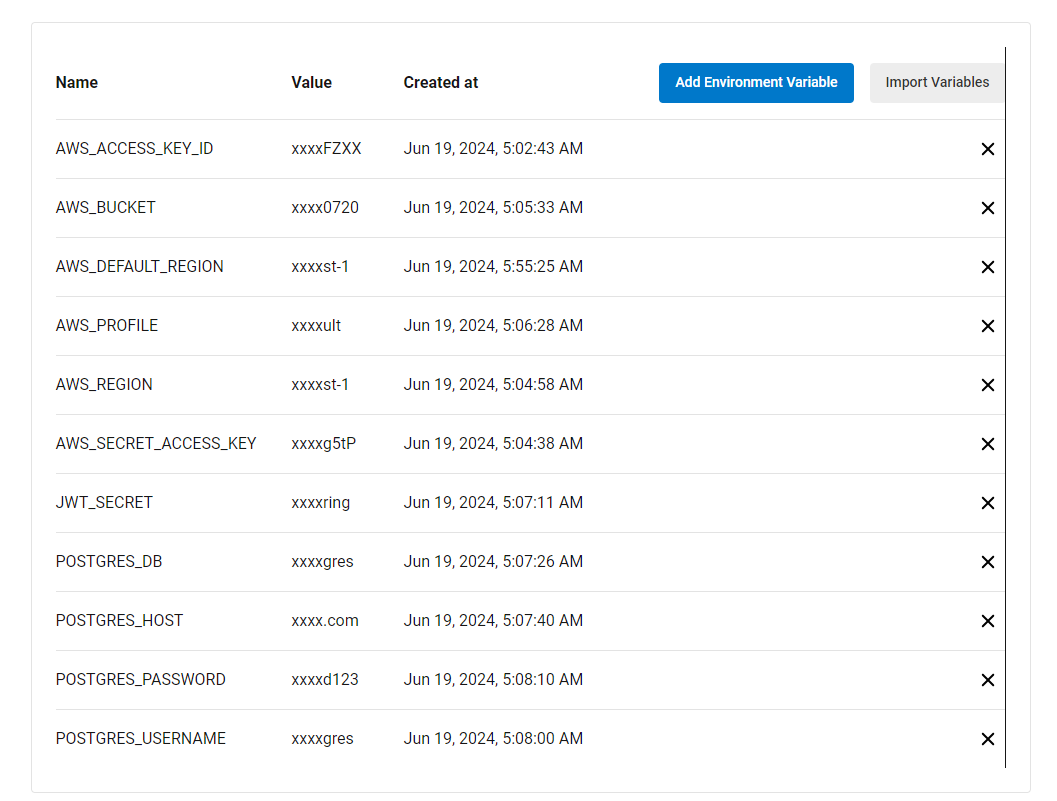 Name Value Created at Add Environment Variable Import Variables
AWS_ACCESS_KEY_ID xxxxFZXX Jun 19, 2024, 5:02:43 AM
AWS_BUCKET xxxx0720 Jun 19, 2024, 5:05:33 AM
AWS_DEFAULT_REGION xxxxst-1 Jun 19, 2024, 5:55:25 AM
AWS_PROFILE xxxxult Jun 19, 2024, 5:06:28 AM
AWS_REGION xxxxst-1 Jun 19, 2024, 5:04:58 AM
AWS_SECRET_ACCESS_KEY xxxxg5tP Jun 19, 2024, 5:04:38 AM
JWT_SECRET xxxxring Jun 19, 2024, 5:07:11 AM
POSTGRES_DB xxxxgres Jun 19, 2024, 5:07:26 AM
POSTGRES_HOST xxxx.com Jun 19, 2024, 5:07:40 AM
POSTGRES_PASSWORD xxxxd123 Jun 19, 2024, 5:08:10 AM
POSTGRES_USERNAME xxxxgres Jun 19, 2024, 5:08:00 AM